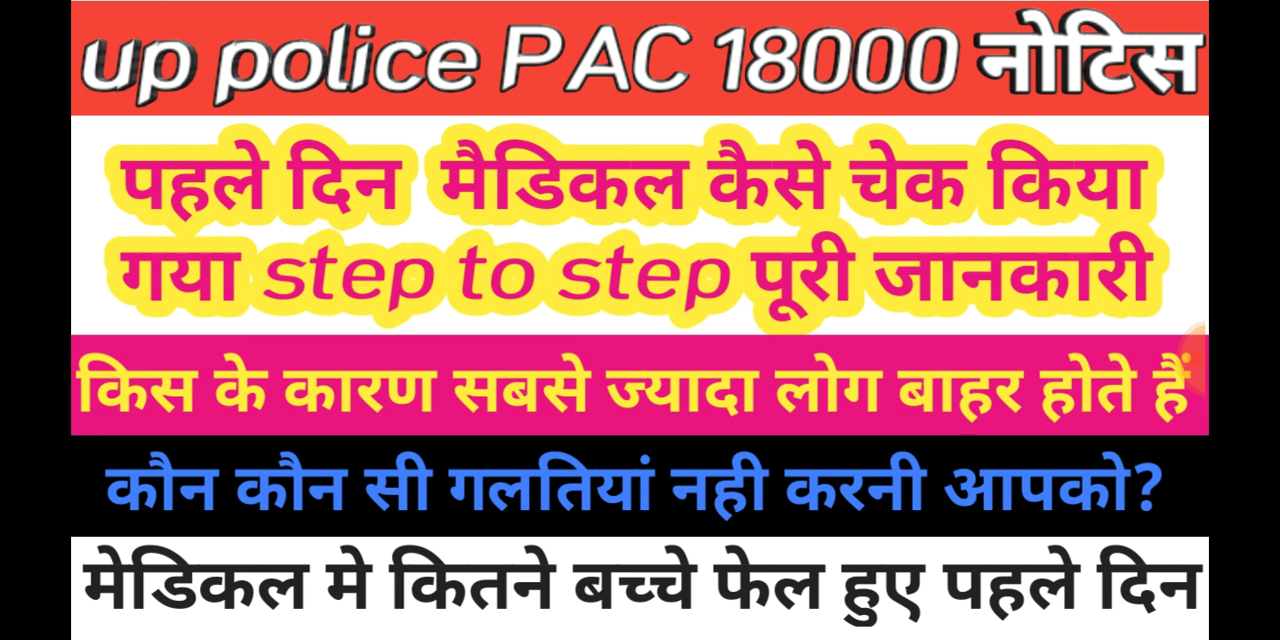 up police PAC 18000 नोटिस
पहले दिन मैडिकल कैसे चेक किया
गया step to step पूरी जानकारी
किस के कारण सबसे ज्यादा लोग बाहर होते हैं
कौन कौन सी गलतियां नही करनी आपको?
मेडिकल मे कितने बच्चे फेल हुए पहले दिन